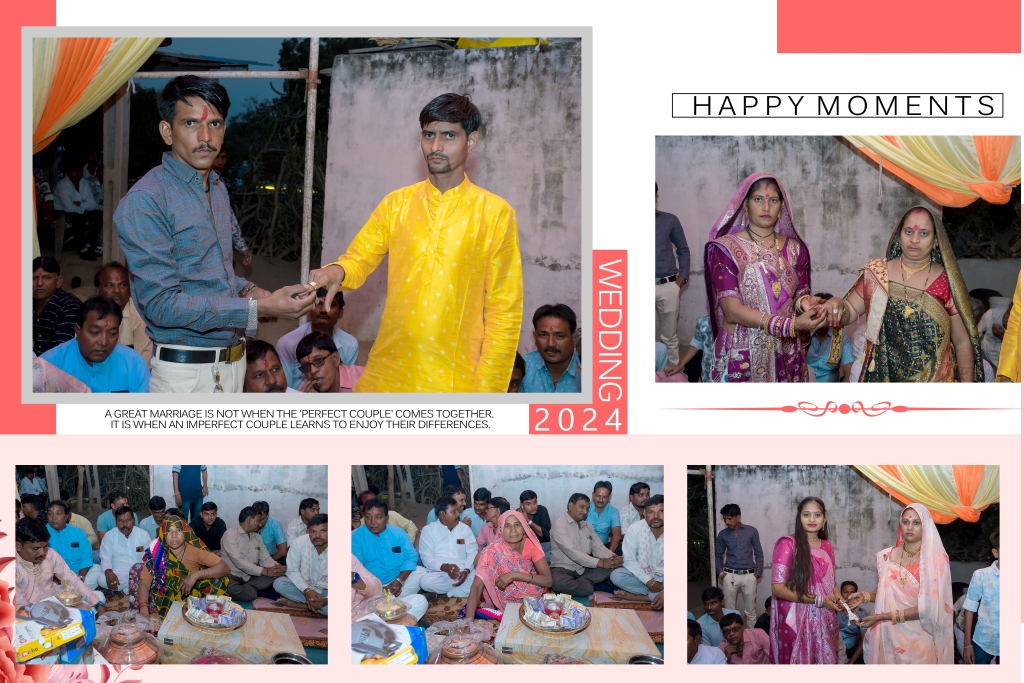 HAPPY MOMENTS
WEDDING
2024
A GREAT MARRIAGE IS NOT WHEN THE 'PERFECT COUPLE' COMES TOGETHER.
IT IS WHEN AN IMPERFECT COUPLE LEARNS TO ENJOY THEIR DIFFERENCES.